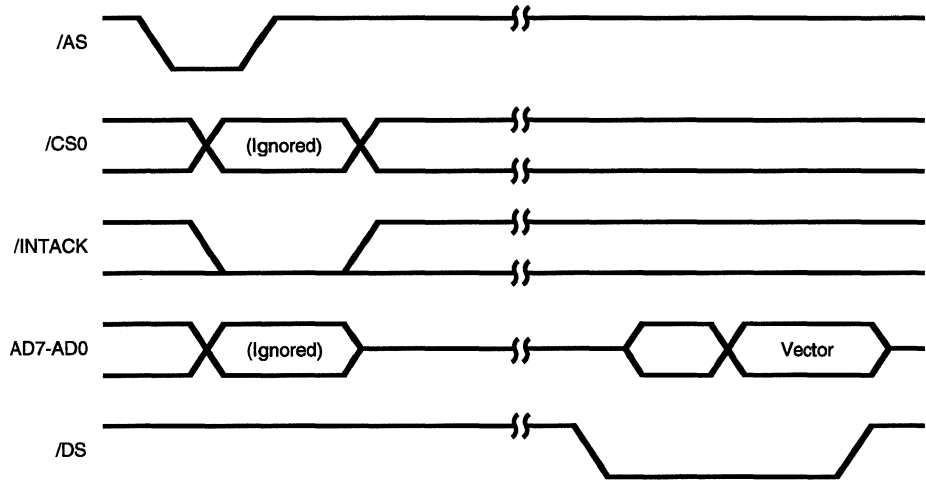 /AS
/CS0
(Ignored)
/INTACK
AD7-AD0
(Ignored)
Vector
/DS